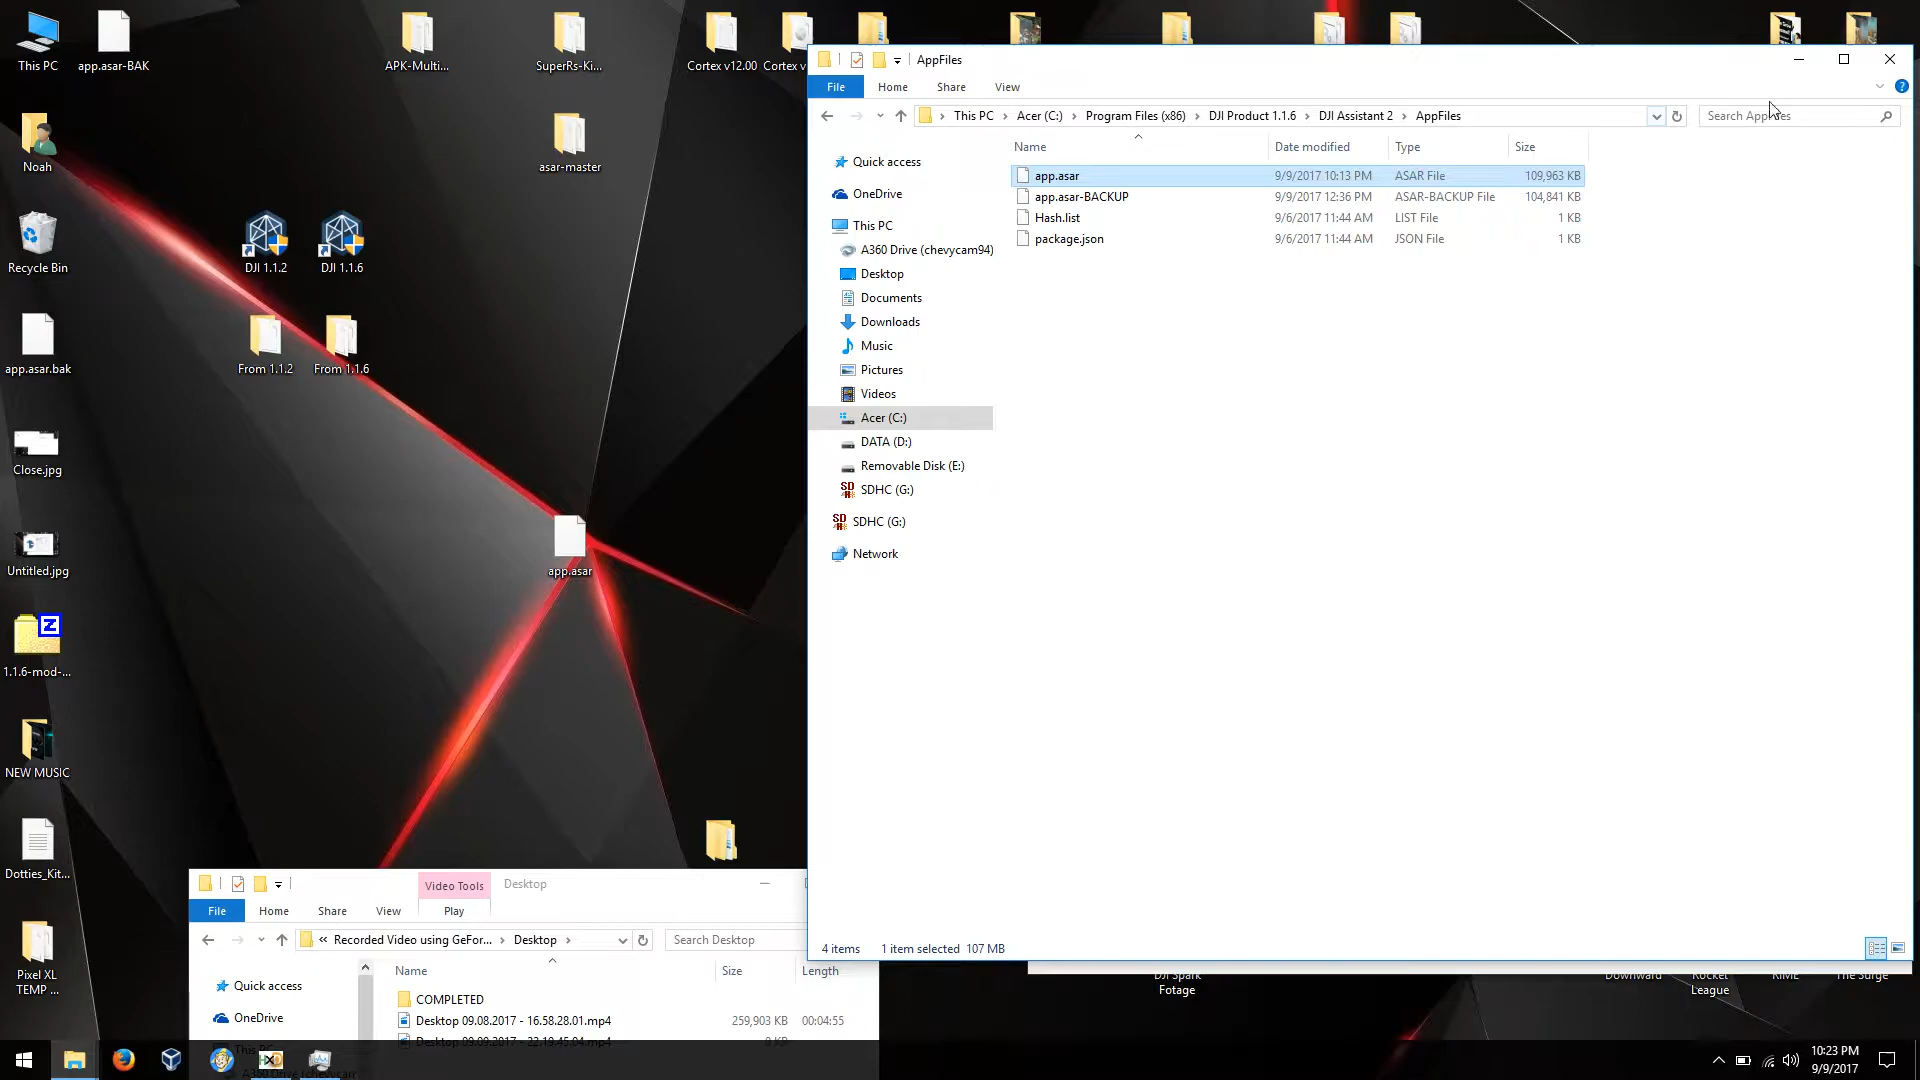 This PC
app.asar-BAK
APK-Multi...
SuperRs-Ki...
Cortex v12.00
Cortex v
Noah
asar-master
Recycle Bin
DJI 1.1.2
DJI 1.1.6
app.asar.bak
From 1.1.2
From 1.1.6
Close.jpg
Untitled.jpg
app.asar
1.1.6-mod-...
NEW MUSIC
Dotties_Kit...
Pixel XL
TEMP ...
AppFiles
File
Home
Share
View
This PC
Acer (C:)
Program Files (x86)
DJI Product 1.1.6
DJI Assistant 2
AppFiles
Search AppFiles
Name
Date modified
Type
Size
app.asar
9/9/2017 10:13 PM
ASAR File
109,963 KB
app.asar-BACKUP
9/9/2017 12:36 PM
ASAR-BACKUP File
104,841 KB
Hash.list
9/6/2017 11:44 AM
LIST File
1 KB
package.json
9/6/2017 11:44 AM
JSON File
1 KB
Quick access
OneDrive
This PC
A360 Drive (chevycam94)
Desktop
Documents
Downloads
Music
Pictures
Videos
Acer (C:)
DATA (D:)
Removable Disk (E:)
SDHC (G:)
SDHC (G:)
Network
4 items
1 item selected
107 MB
Video Tools
Desktop
File
Home
Share
View
Play
« Recorded Video using GeFor...
Desktop
Search Desktop
Name
Size
Length
Quick access
OneDrive
This PC
A360 Drive (chevycam
COMPLETED
Desktop 09.08.2017 - 16.58.28.01.mp4
259,903 KB
00:04:55
Desktop 09.09.2017 - 22.19.45.04.mp4
0 KB
DJI Spark
Footage
Downward
Rocket
League
RIME
The Surge
10:23 PM
9/9/2017